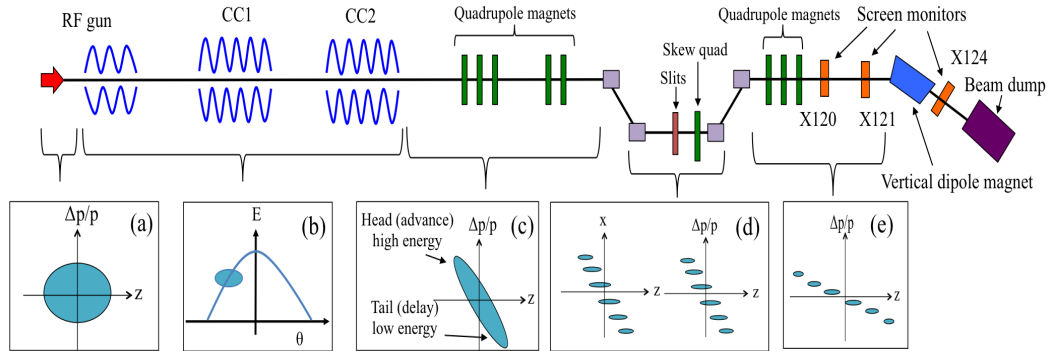 RF gun
CC1
CC2
Quadrupole magnets
Skew quad
Slits
Quadrupole magnets
Screen monitors
X124
Beam dump
X120
X121
Vertical dipole magnet
(a)
Δp/p
z
(b)
E
θ
(c)
Head (advance)
high energy
Δp/p
z
Tail (delay)
low energy
(d)
x
z
Δp/p
z
(e)
Δp/p
z